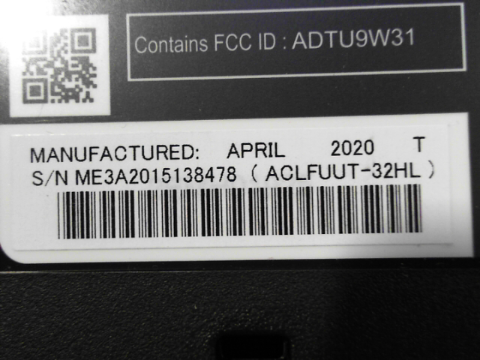 Contains FCC ID : ADTU9W31
MANUFACTURED: APRIL 2020 T
S/N ME3A2015138478 ( ACLFUUT-32HL )